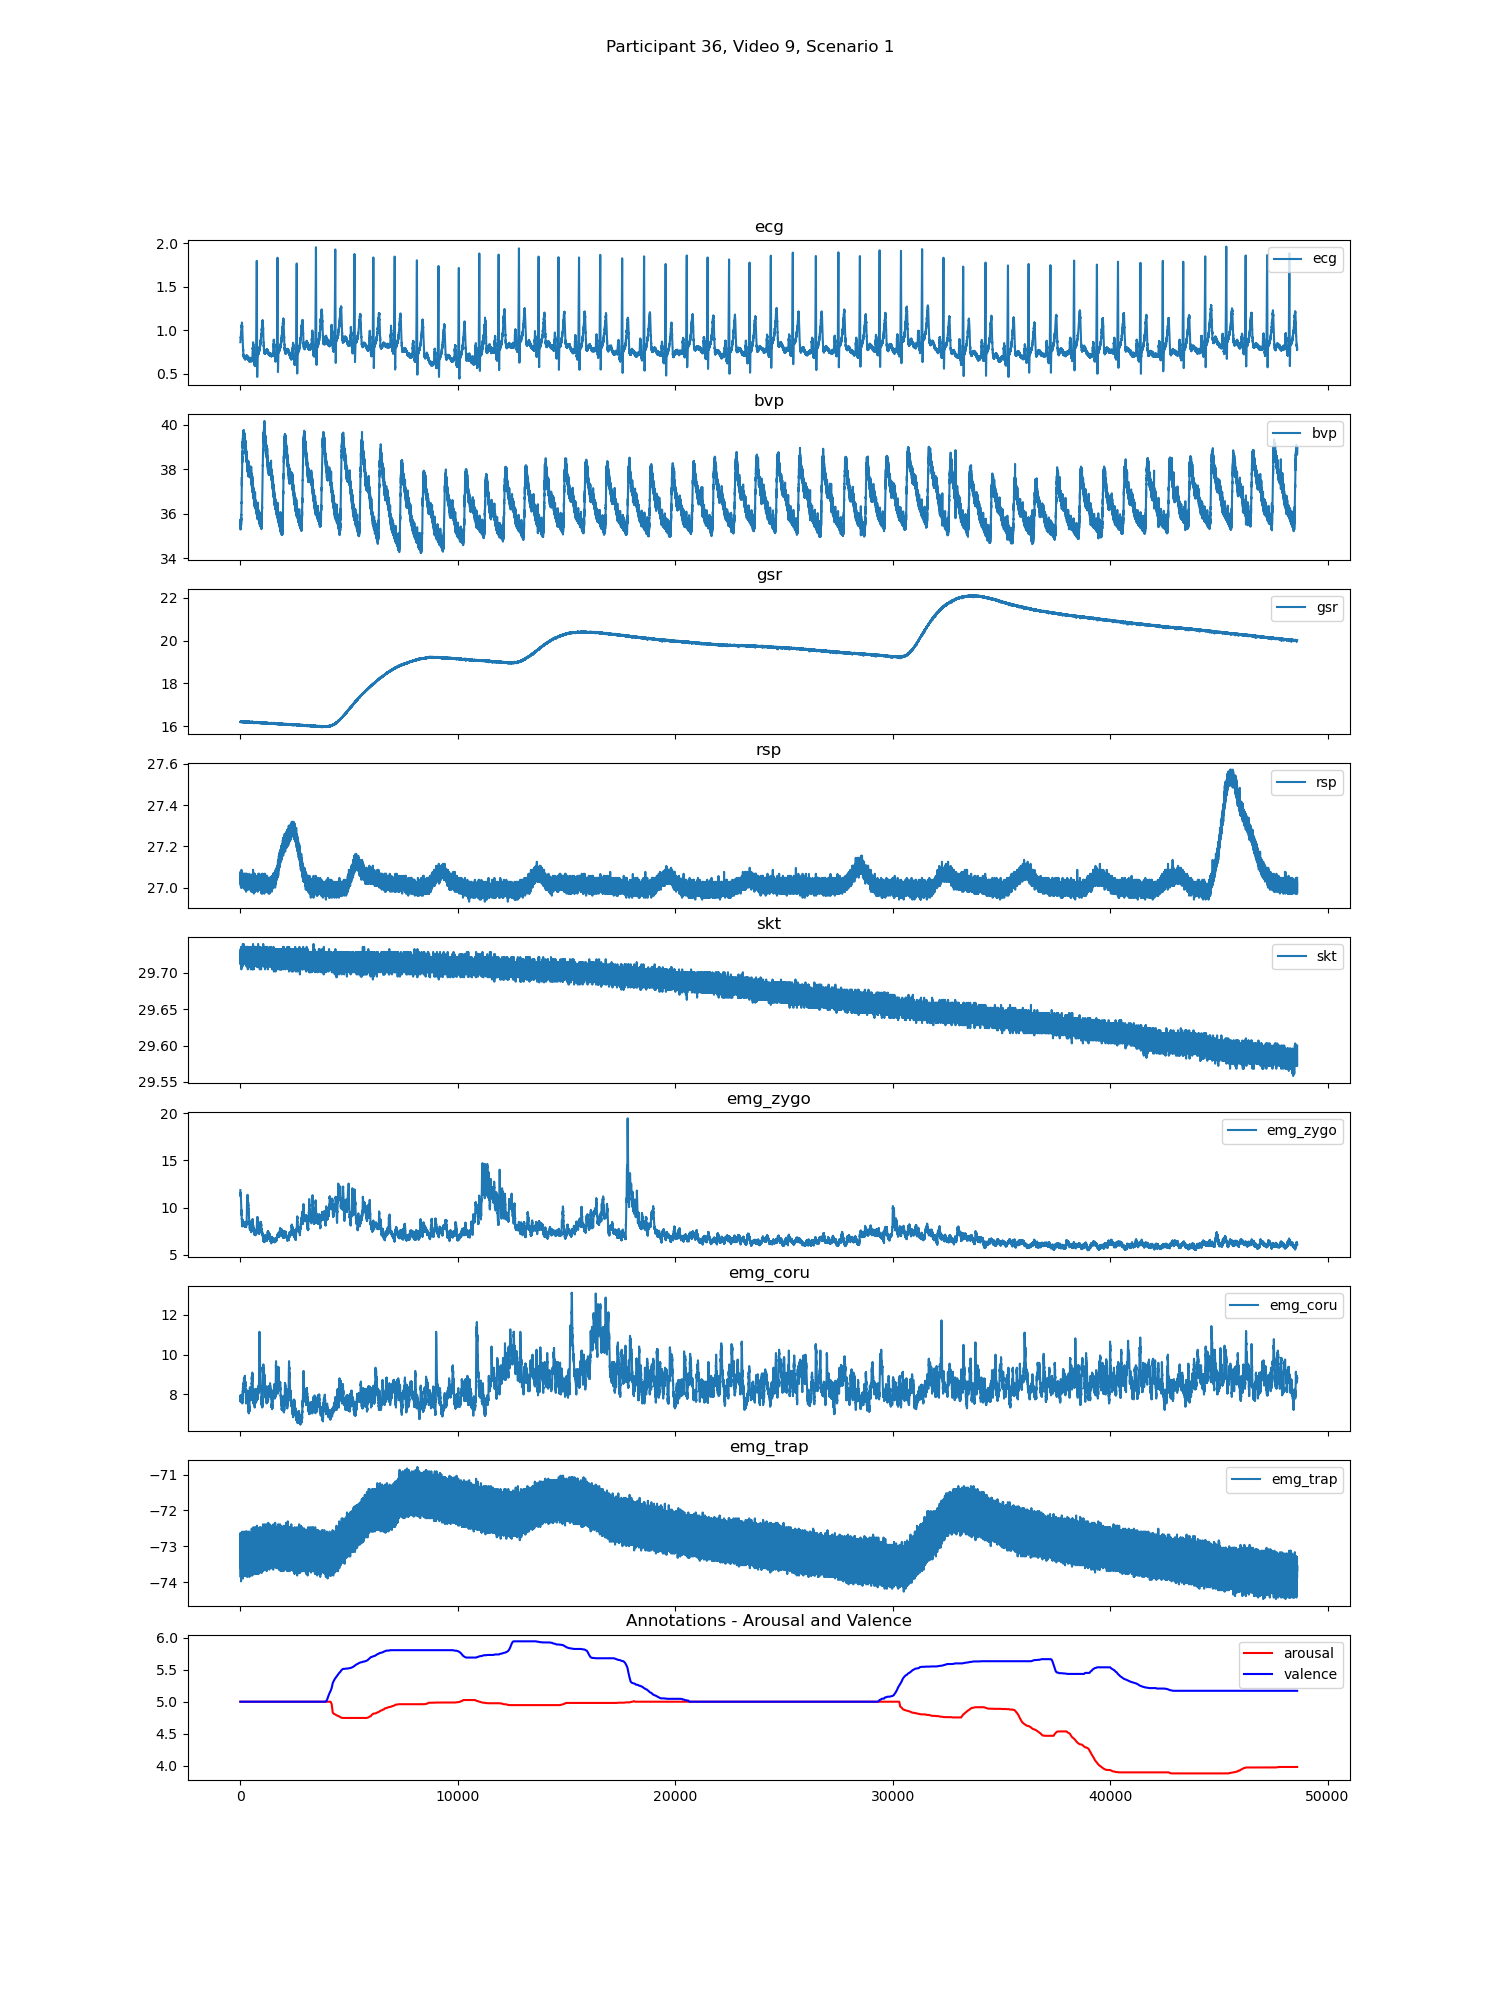 Participant 36, Video 9, Scenario 1
ecg
2.0
1.5
1.0
0.5
ecg
bvp
40
38
36
34
bvp
gsr
22
20
18
16
gsr
rsp
27.6
27.4
27.2
27.0
rsp
skt
29.70
29.65
29.60
29.55
skt
emg_zygo
20
15
10
5
emg_zygo
emg_coru
12
10
8
emg_coru
emg_trap
−71
−72
−73
−74
emg_trap
Annotations - Arousal and Valence
6.0
5.5
5.0
4.5
4.0
arousal
valence
0 10000 20000 30000 40000 50000